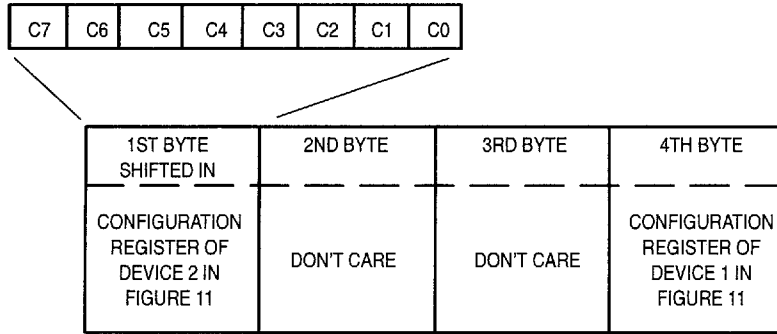 C7 C6 C5 C4 C3 C2 C1 C0
1ST BYTE
SHIFTED IN
2ND BYTE
3RD BYTE
4TH BYTE
CONFIGURATION
REGISTER OF
DEVICE 2 IN
FIGURE 11
DON'T CARE
DON'T CARE
CONFIGURATION
REGISTER OF
DEVICE 1 IN
FIGURE 11